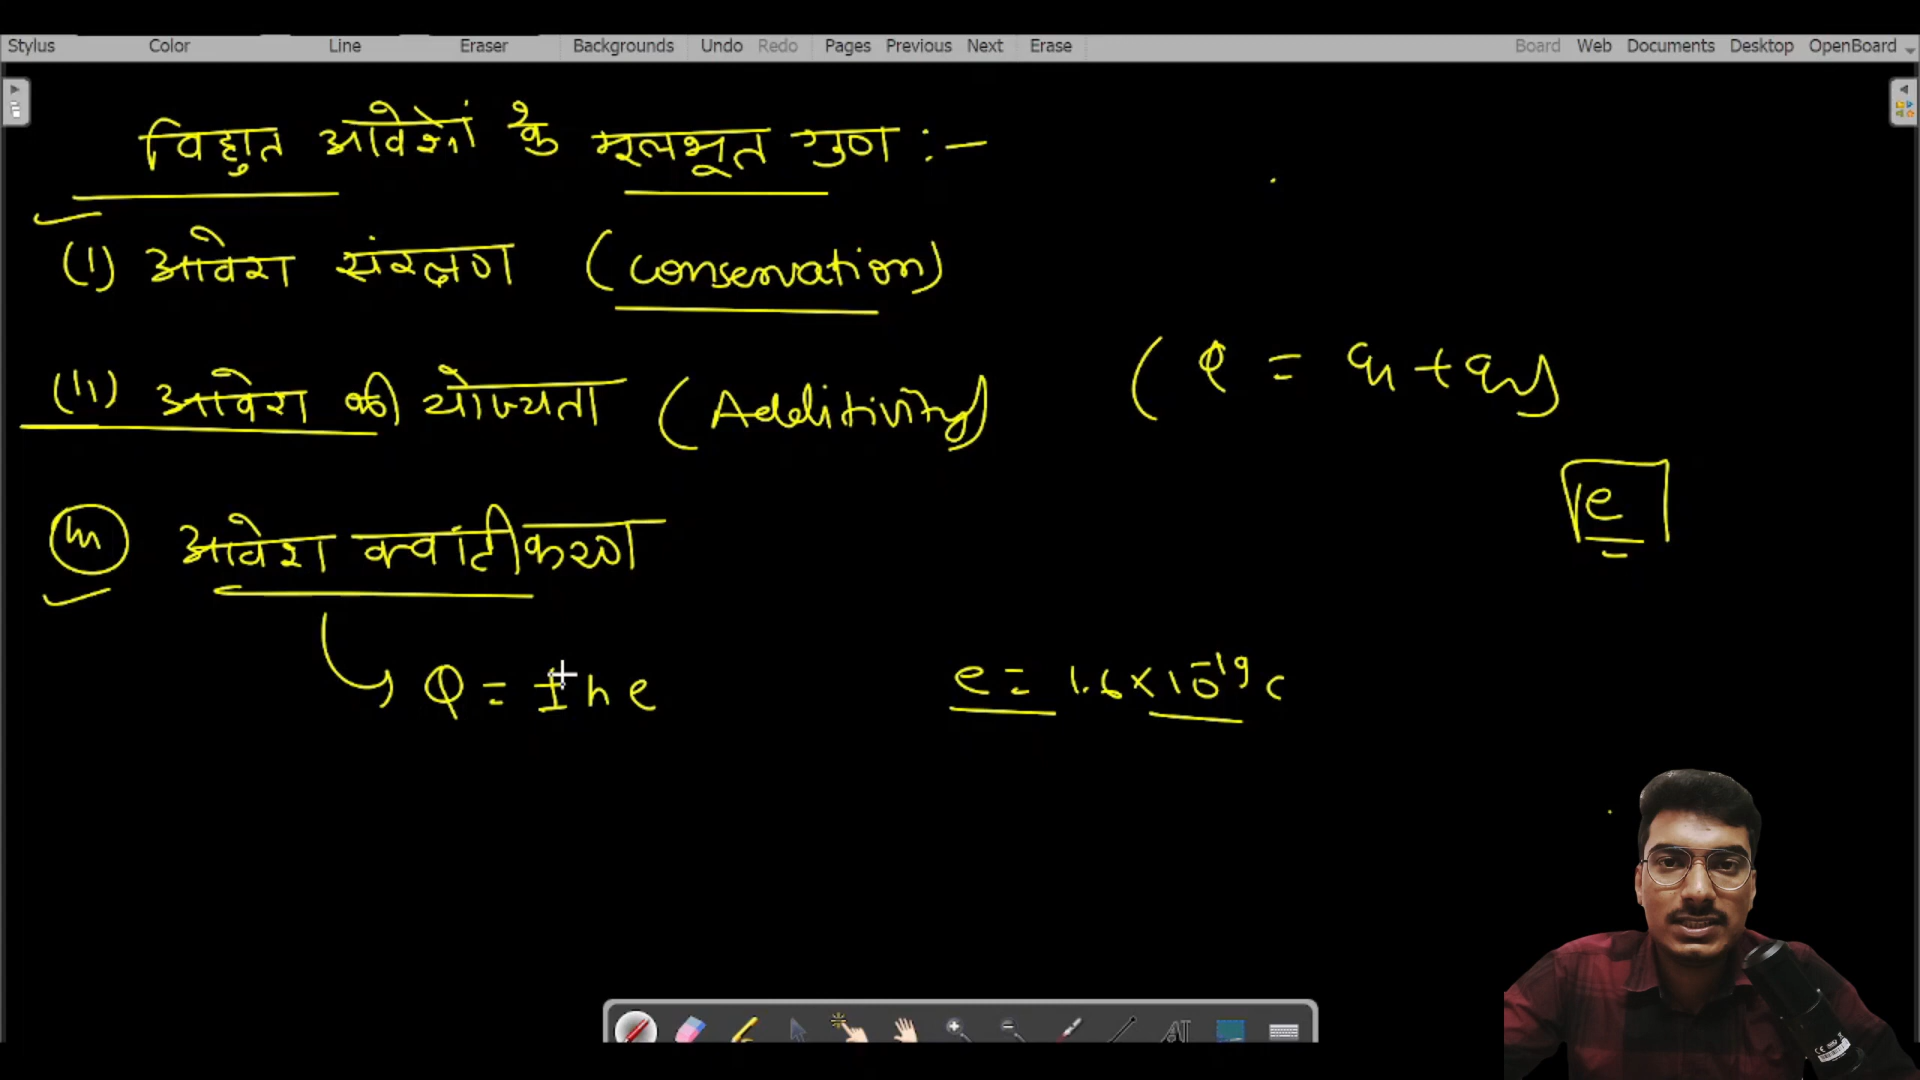 Stylus Color Line Eraser Backgrounds Undo Redo Pages Previous Next Erase Board Web Documents Desktop OpenBoard
विद्युत आवेशों के मूलभूत गुण :-
(I) आवेश संरक्षण (Conservation)
(II) आवेश की योज्यता (Additivity)
(Q = q1 + q2)
e
(III) आवेश क्वांटीकरण
Q = ± n e
e = 1.6 × 10⁻¹⁹ C